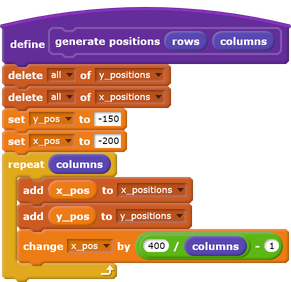 define generate positions rows columns
delete all of y_positions
delete all of x_positions
set y_pos to -150
set x_pos to -200
repeat columns
add x_pos to x_positions
add y_pos to y_positions
change x_pos by 400 / columns - 1